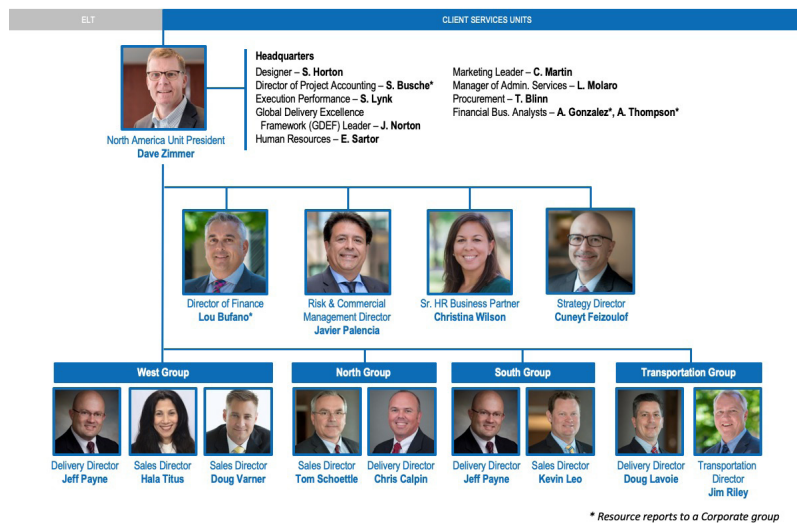 ELT
CLIENT SERVICES UNITS
Headquarters
Designer – S. Horton
Director of Project Accounting – S. Busche*
Execution Performance – S. Lynk
Global Delivery Excellence
Framework (GDEF) Leader – J. Norton
Human Resources – E. Sartor
Marketing Leader – C. Martin
Manager of Admin. Services – L. Molaro
Procurement – T. Blinn
Financial Bus. Analysts – A. Gonzalez*, A. Thompson*
North America Unit President
Dave Zimmer
Director of Finance
Lou Bufano*
Risk & Commercial
Management Director
Javier Palencia
Sr. HR Business Partner
Christina Wilson
Strategy Director
Cuneyt Feizoulof
West Group
Delivery Director
Jeff Payne
Sales Director
Hala Titus
Sales Director
Doug Varner
North Group
Sales Director
Tom Schoettle
Delivery Director
Chris Calpin
South Group
Delivery Director
Jeff Payne
Sales Director
Kevin Leo
Transportation Group
Delivery Director
Doug Lavoie
Transportation
Director
Jim Riley
* Resource reports to a Corporate group